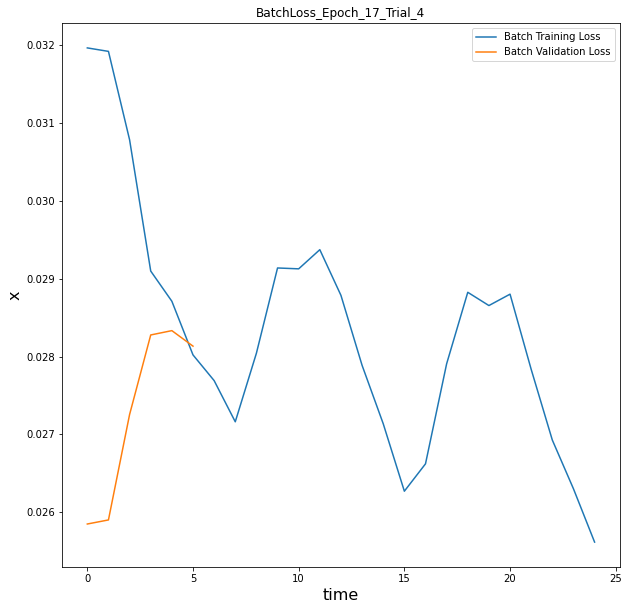 BatchLoss_Epoch_17_Trial_4
Batch Training Loss
Batch Validation Loss
0.032
0.031
0.030
0.029
0.028
0.027
0.026
x
0 5 10 15 20 25
time